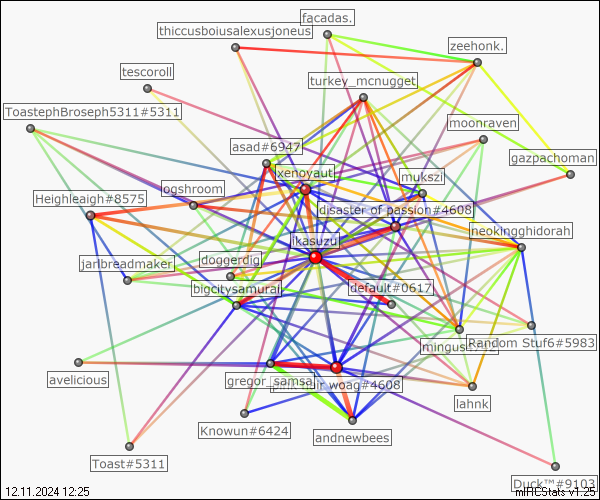 facadas.
thiccusboiusalexusjoneus
zeehonk.
tescoroll
turkey_mcnugget
ToastephBroseph5311#5311
moonraven
asad#6947
gazpachoman
xenoyaut
mukszi
ogshroom
Heighleaigh#8575
disaster of passion#4608
neokingghidorah
ikasuzu
doggerdig
jarlbreadmaker
bigcitysamurai
default#0617
Random Stuf6#5983
avelicious
gregor_samsa
woag#4608
lahnk
Knowun#6424
andnewbees
Toast#5311
Duck™#9103
12.11.2024 12:25
mIRCStats v1.25